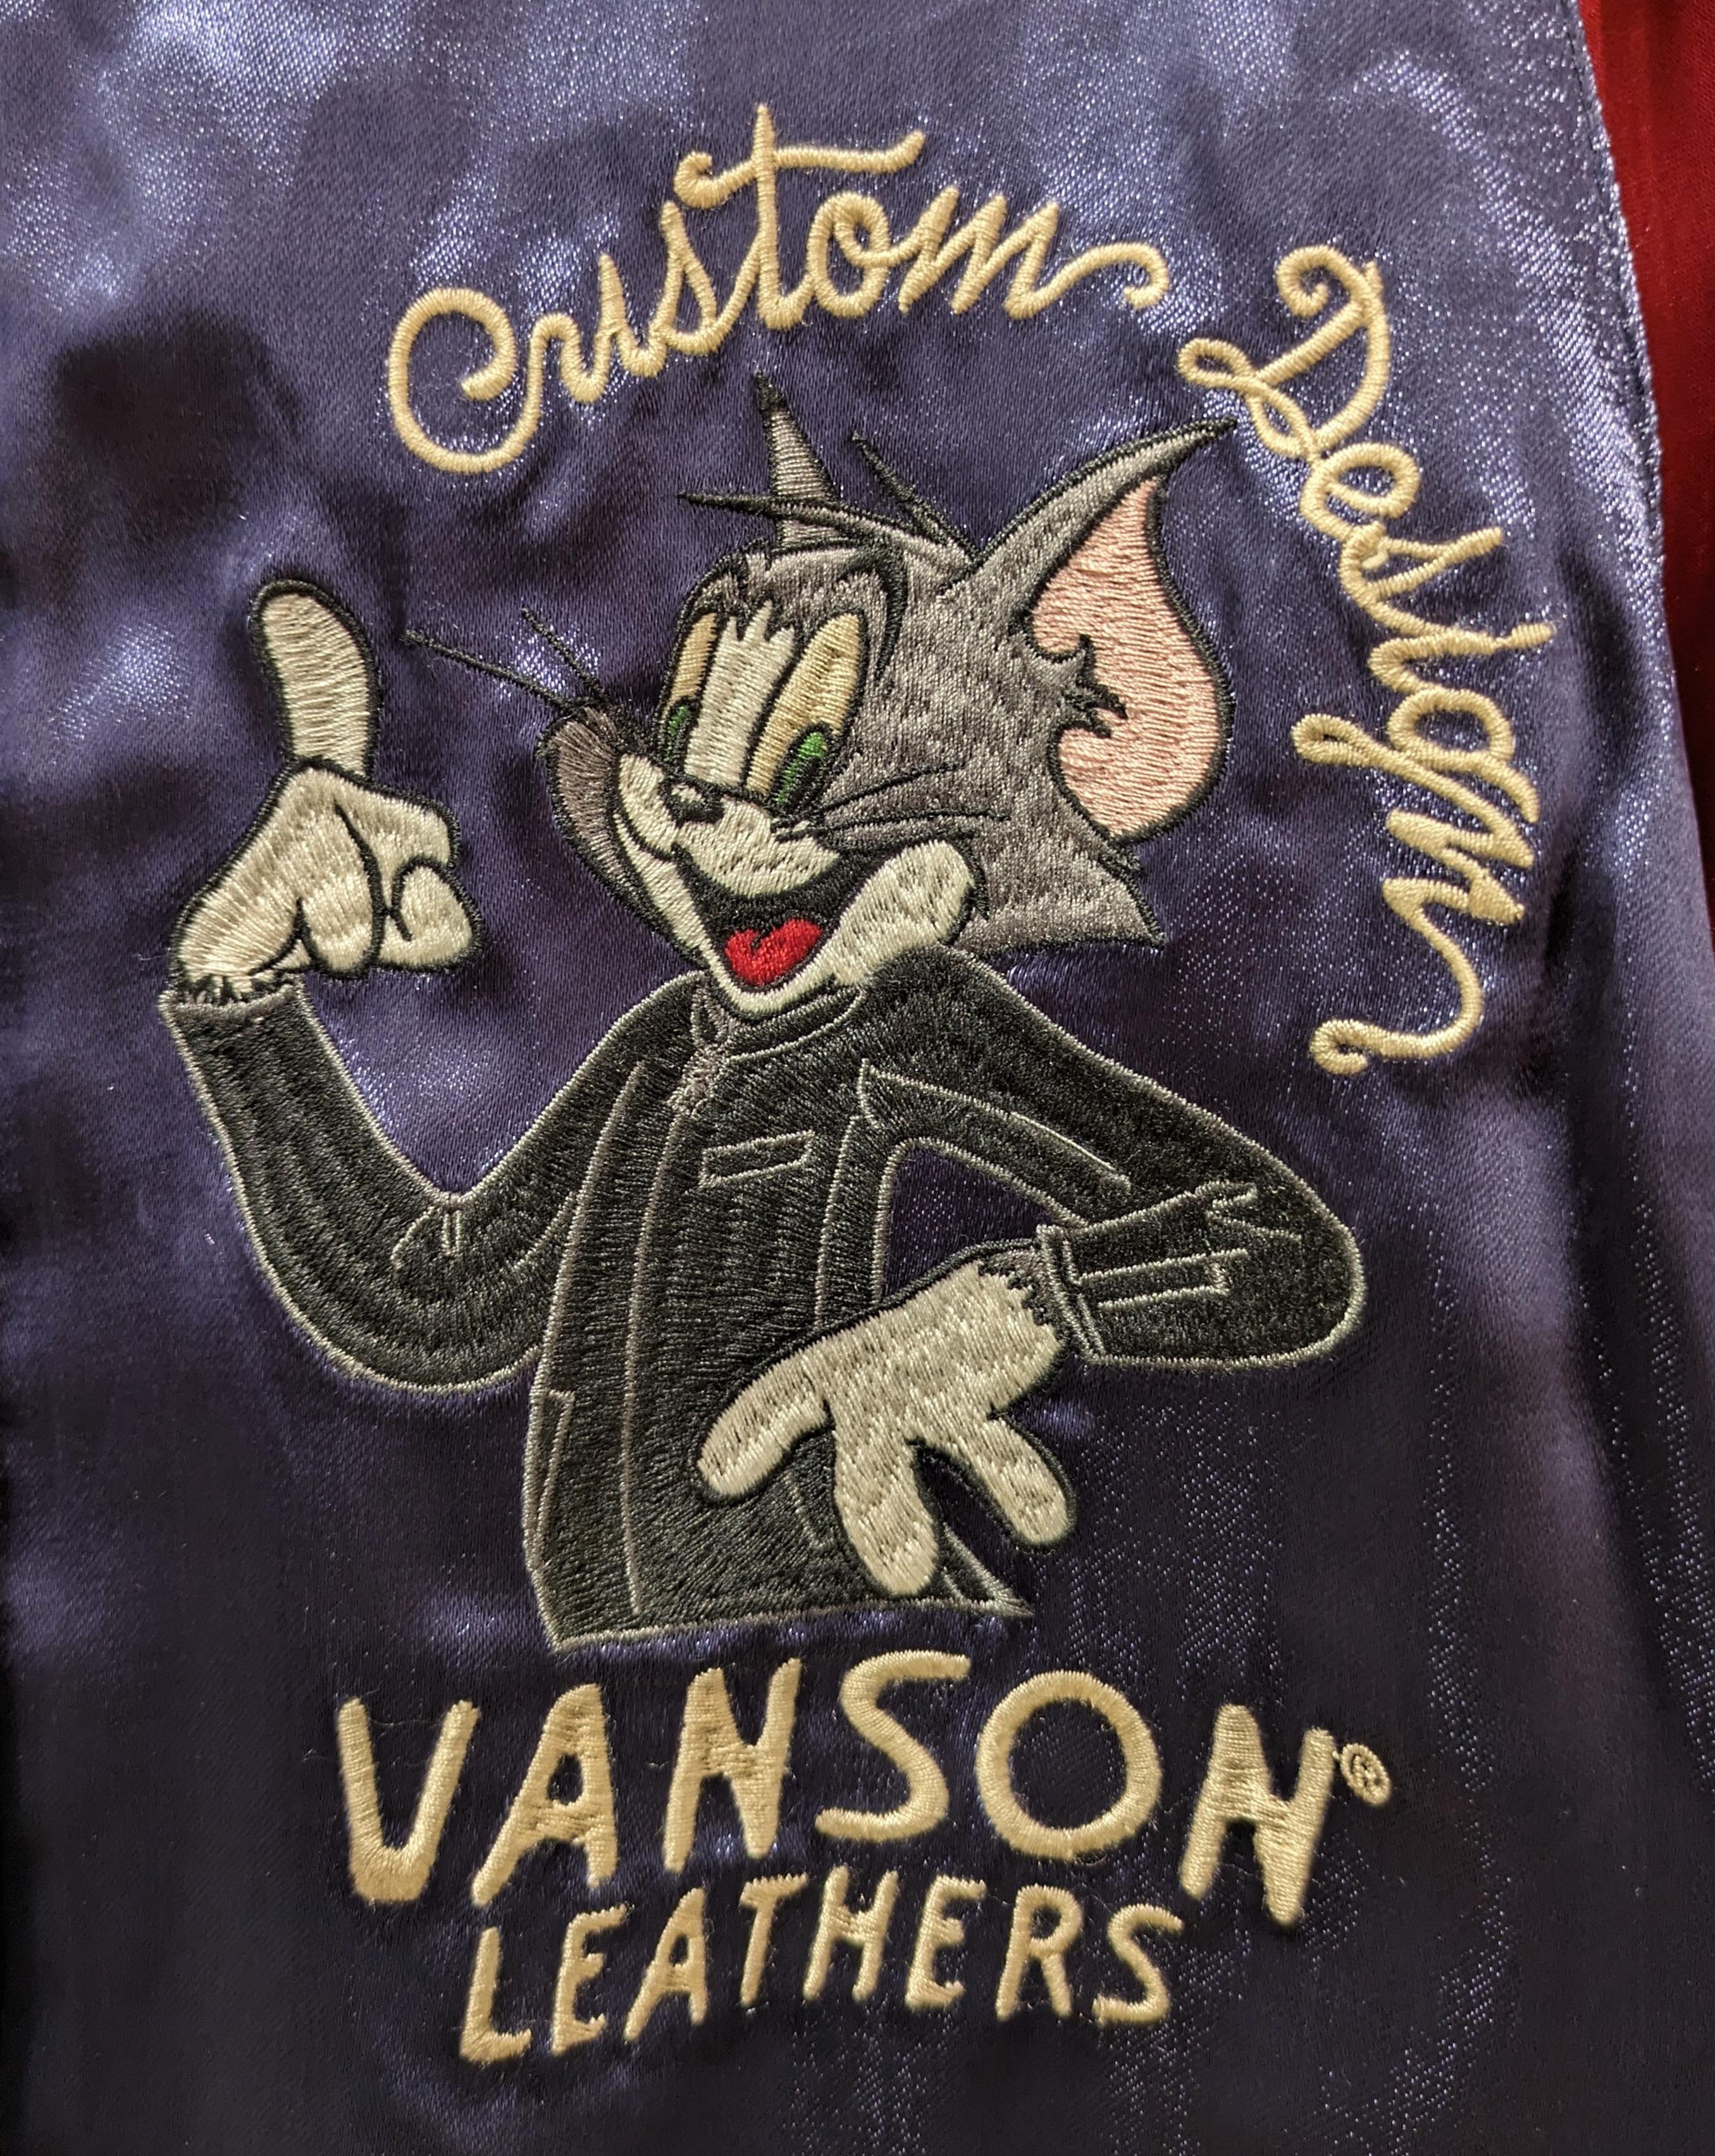 Custom Design
VANSON®
LEATHERS